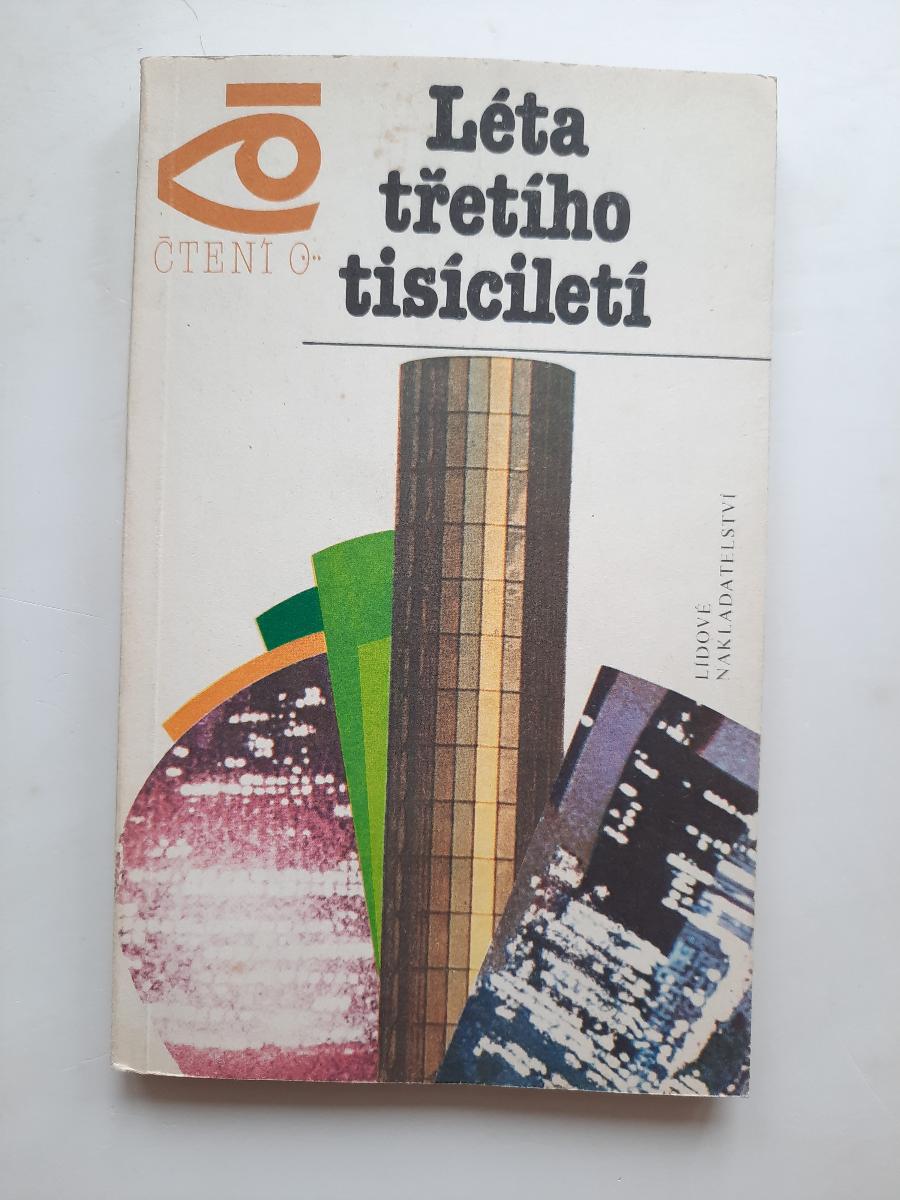 ČTENÍ O...
Léta
třetího
tisíciletí
LIDOVÉ
NAKLADATELSTVÍ